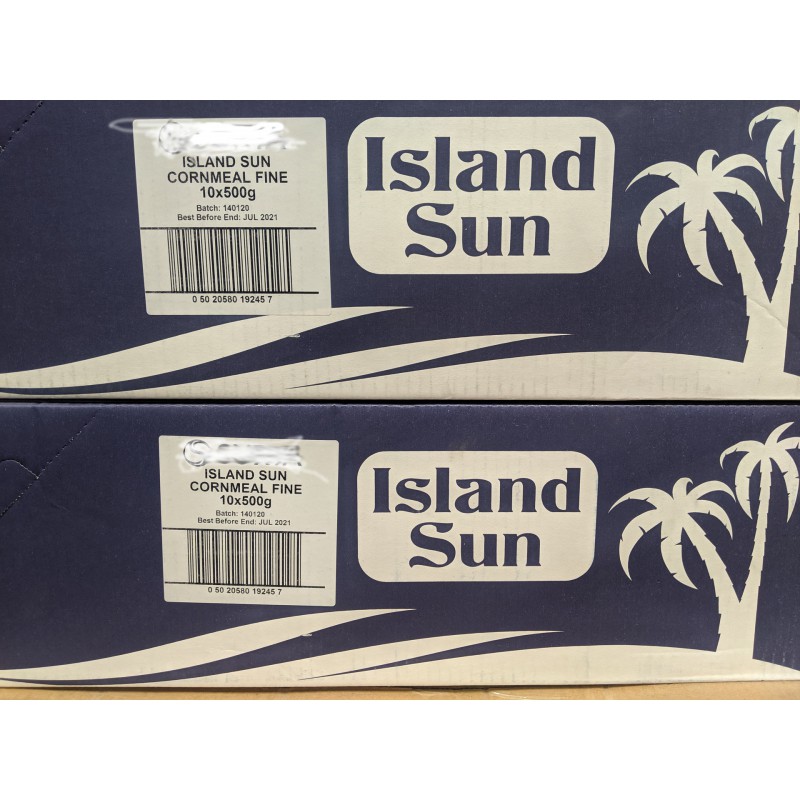 ISLAND SUN
CORNMEAL FINE
10x500g
Batch: 140120
Best Before End: JUL 2021
0 50 20580 19245 7
Island
Sun
ISLAND SUN
CORNMEAL FINE
10x500g
Batch: 140120
Best Before End: JUL 2021
0 50 20580 19245 7
Island
Sun